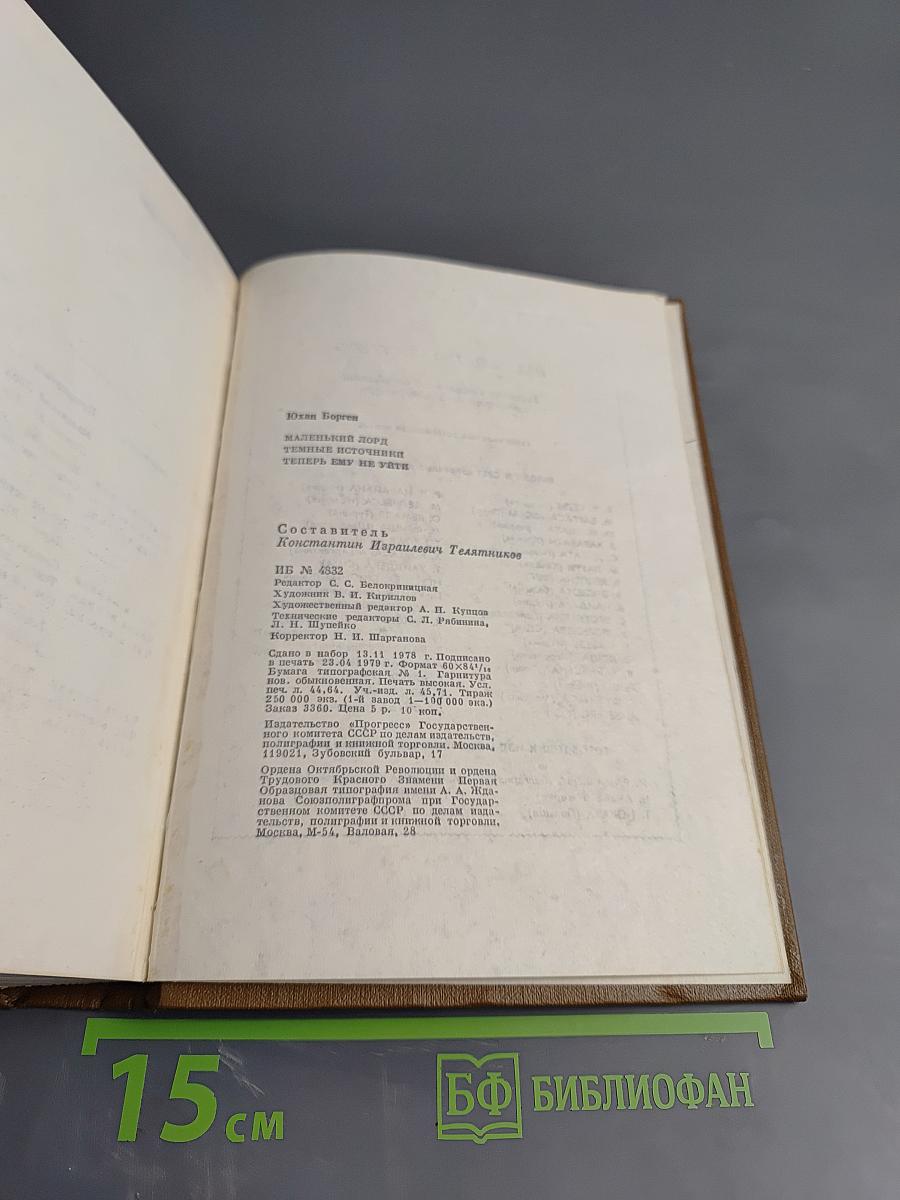 Юхан Борген
МАЛЕНЬКИЙ ЛОРД
ТЕМНЫЕ ИСТОЧНИКИ
ТЕПЕРЬ ЕМУ НЕ УЙТИ
Составитель
Константин Израилевич Телятников
ИБ № 4832
Редактор С. С. Белокриницкая
Художник В. И. Кириллов
Художественный редактор А. П. Купцов
Технические редакторы С. Л. Рябинина,
Л. Н. Шупейко
Корректор Н. И. Шарганова
Сдано в набор 13.11 1978 г. Подписано
в печать 23.04 1979 г. Формат 60×84¹/₁₆
Бумага типографская № 1. Гарнитура
нов. обыкновенная. Печать высокая. Усл.
печ. л. 44,64. Уч.-изд. л. 45,71. Тираж
250 000 экз. (1-й завод 1—100 000 экз.)
Заказ 3360. Цена 5 р. 10 коп.
Издательство «Прогресс» Государствен-
ного комитета СССР по делам издательств,
полиграфии и книжной торговли. Москва,
119021, Зубовский бульвар, 17
Ордена Октябрьской Революции и ордена
Трудового Красного Знамени Первая
Образцовая типография имени А. А. Жда-
нова Союзполиграфпрома при Государ-
ственном комитете СССР по делам изда-
тельств, полиграфии и книжной торговли,
Москва, М-54, Валовая, 28
15 см
БФ БИБЛИОФАН